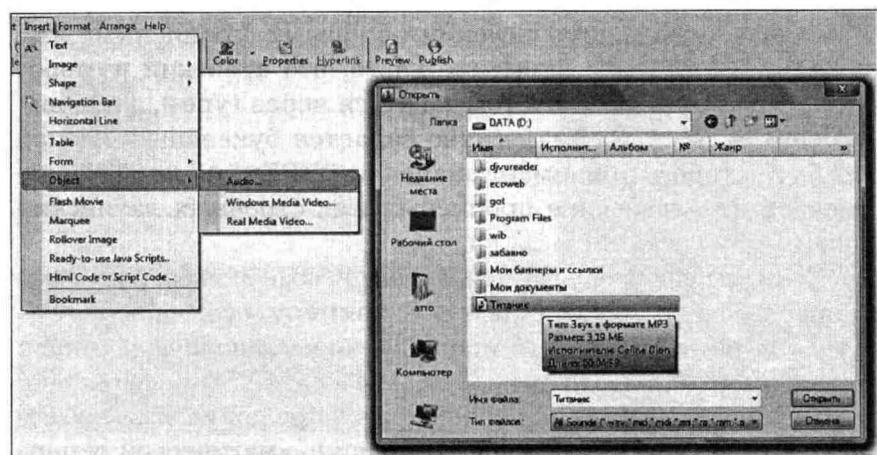 Insert Format Arrange Help
Text
Image
Shape
Navigation Bar
Horizontal Line
Table
Form
Object
Flash Movie
Marquee
Rollover Image
Ready-to-use Java Scripts..
Html Code or Script Code ..
Bookmark
Audio...
Windows Media Video...
Real Media Video...
Color
Properties
Hyperlink
Preview
Publish
Открыть
Папка
DATA (D:)
Имя
Исполнит...
Альбом
№
Жанр
»
Недавние места
Рабочий стол
Компьютер
djvureader
ecoweb
got
Program Files
wib
забавно
Мои баннеры и ссылки
Мои документы
Титаник
Тип: Звук в формате MP3
Размер: 3,19 МБ
Исполнители: Celine Dion
Имя файла:
Титаник
Открыть
Тип файлов:
Отмена